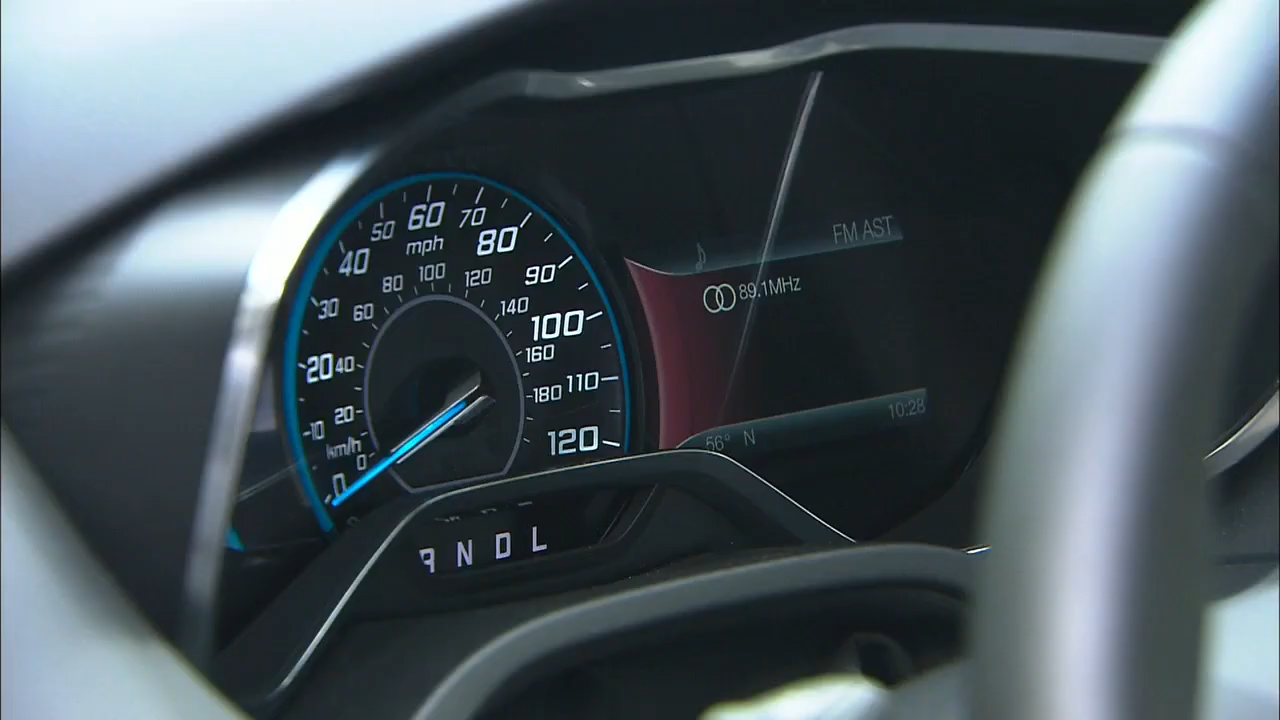 0 10 20 30 40 50 60 70 80 90 100 110 120
mph
0 20 40 60 80 100 120 140 160 180
km/h
N D L
FM AST
89.1MHz
56° N
10:28